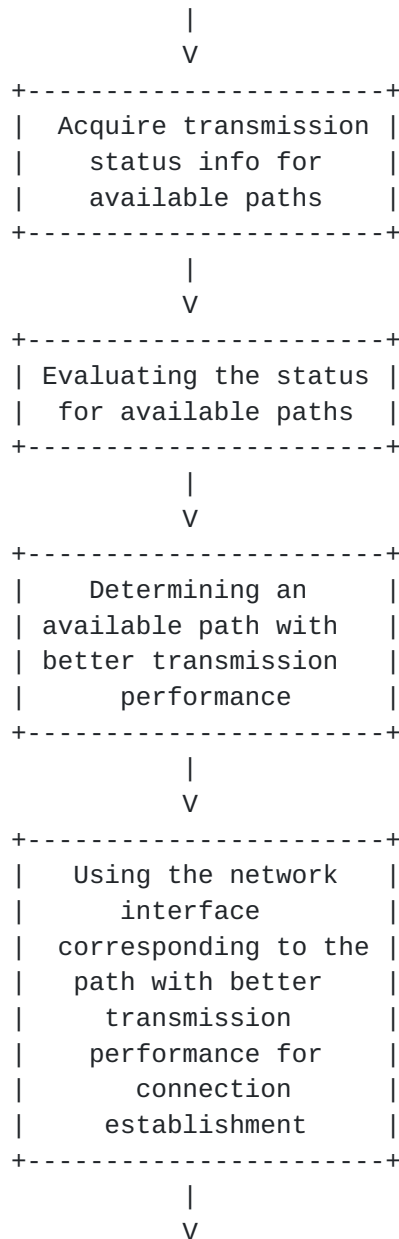 |
            V
+-----------------------+
|  Acquire transmission |
|    status info for    |
|    available paths    |
+-----------------------+
            |
            V
+-----------------------+
| Evaluating the status |
|  for available paths  |
+-----------------------+
            |
            V
+-----------------------+
|    Determining an     |
| available path with   |
| better transmission   |
|      performance      |
+-----------------------+
            |
            V
+-----------------------+
|   Using the network   |
|      interface        |
|  corresponding to the |
|   path with better    |
|     transmission      |
|    performance for    |
|       connection      |
|     establishment     |
+-----------------------+
            |
            V